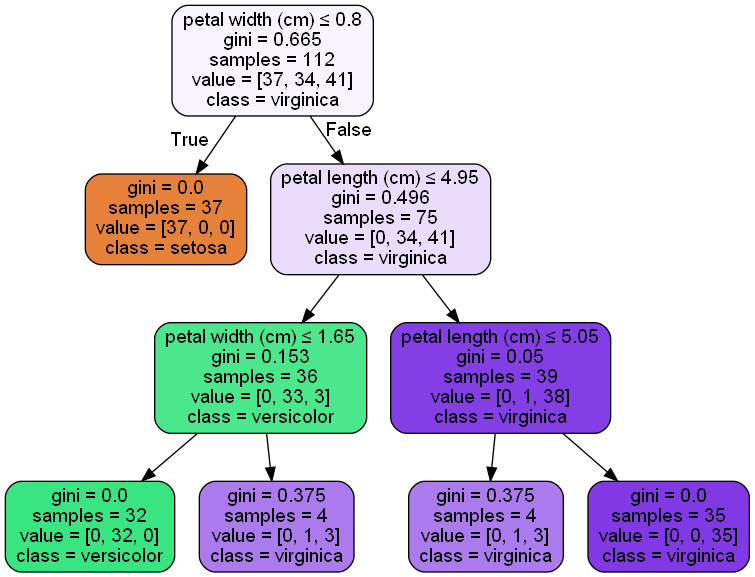 petal width (cm) ≤ 0.8
gini = 0.665
samples = 112
value = [37, 34, 41]
class = virginica
True
False
gini = 0.0
samples = 37
value = [37, 0, 0]
class = setosa
petal length (cm) ≤ 4.95
gini = 0.496
samples = 75
value = [0, 34, 41]
class = virginica
petal width (cm) ≤ 1.65
gini = 0.153
samples = 36
value = [0, 33, 3]
class = versicolor
petal length (cm) ≤ 5.05
gini = 0.05
samples = 39
value = [0, 1, 38]
class = virginica
gini = 0.0
samples = 32
value = [0, 32, 0]
class = versicolor
gini = 0.375
samples = 4
value = [0, 1, 3]
class = virginica
gini = 0.375
samples = 4
value = [0, 1, 3]
class = virginica
gini = 0.0
samples = 35
value = [0, 0, 35]
class = virginica